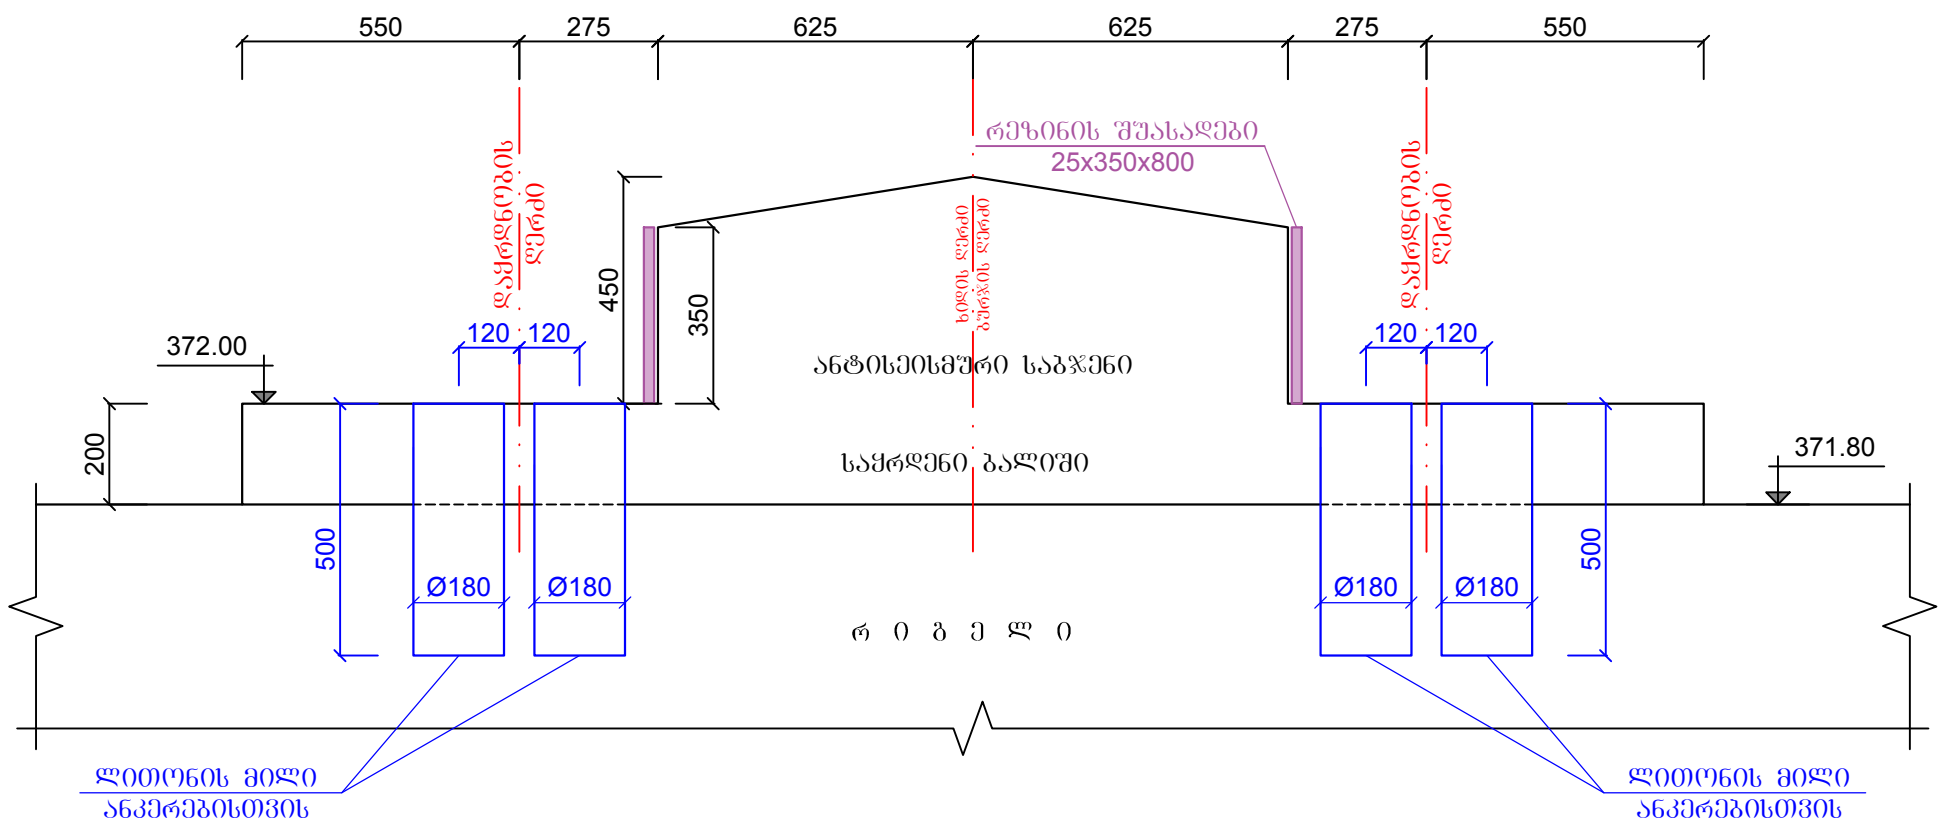 550 275 625 625 275 550
რეზინის შუასადები
25x350x800
დაყრდნობის
ღერძი
ხიდის ღერძი
ბურჯის ღერძი
დაყრდნობის
ღერძი
450
350
120 120
120 120
372.00
ანტისეისმური საბჯენი
200
საყრდენი ბალიში
371.80
500
500
Ø180 Ø180
Ø180 Ø180
რ ი გ ე ლ ი
ლითონის მილი
ანკერებისთვის
ლითონის მილი
ანკერებისთვის